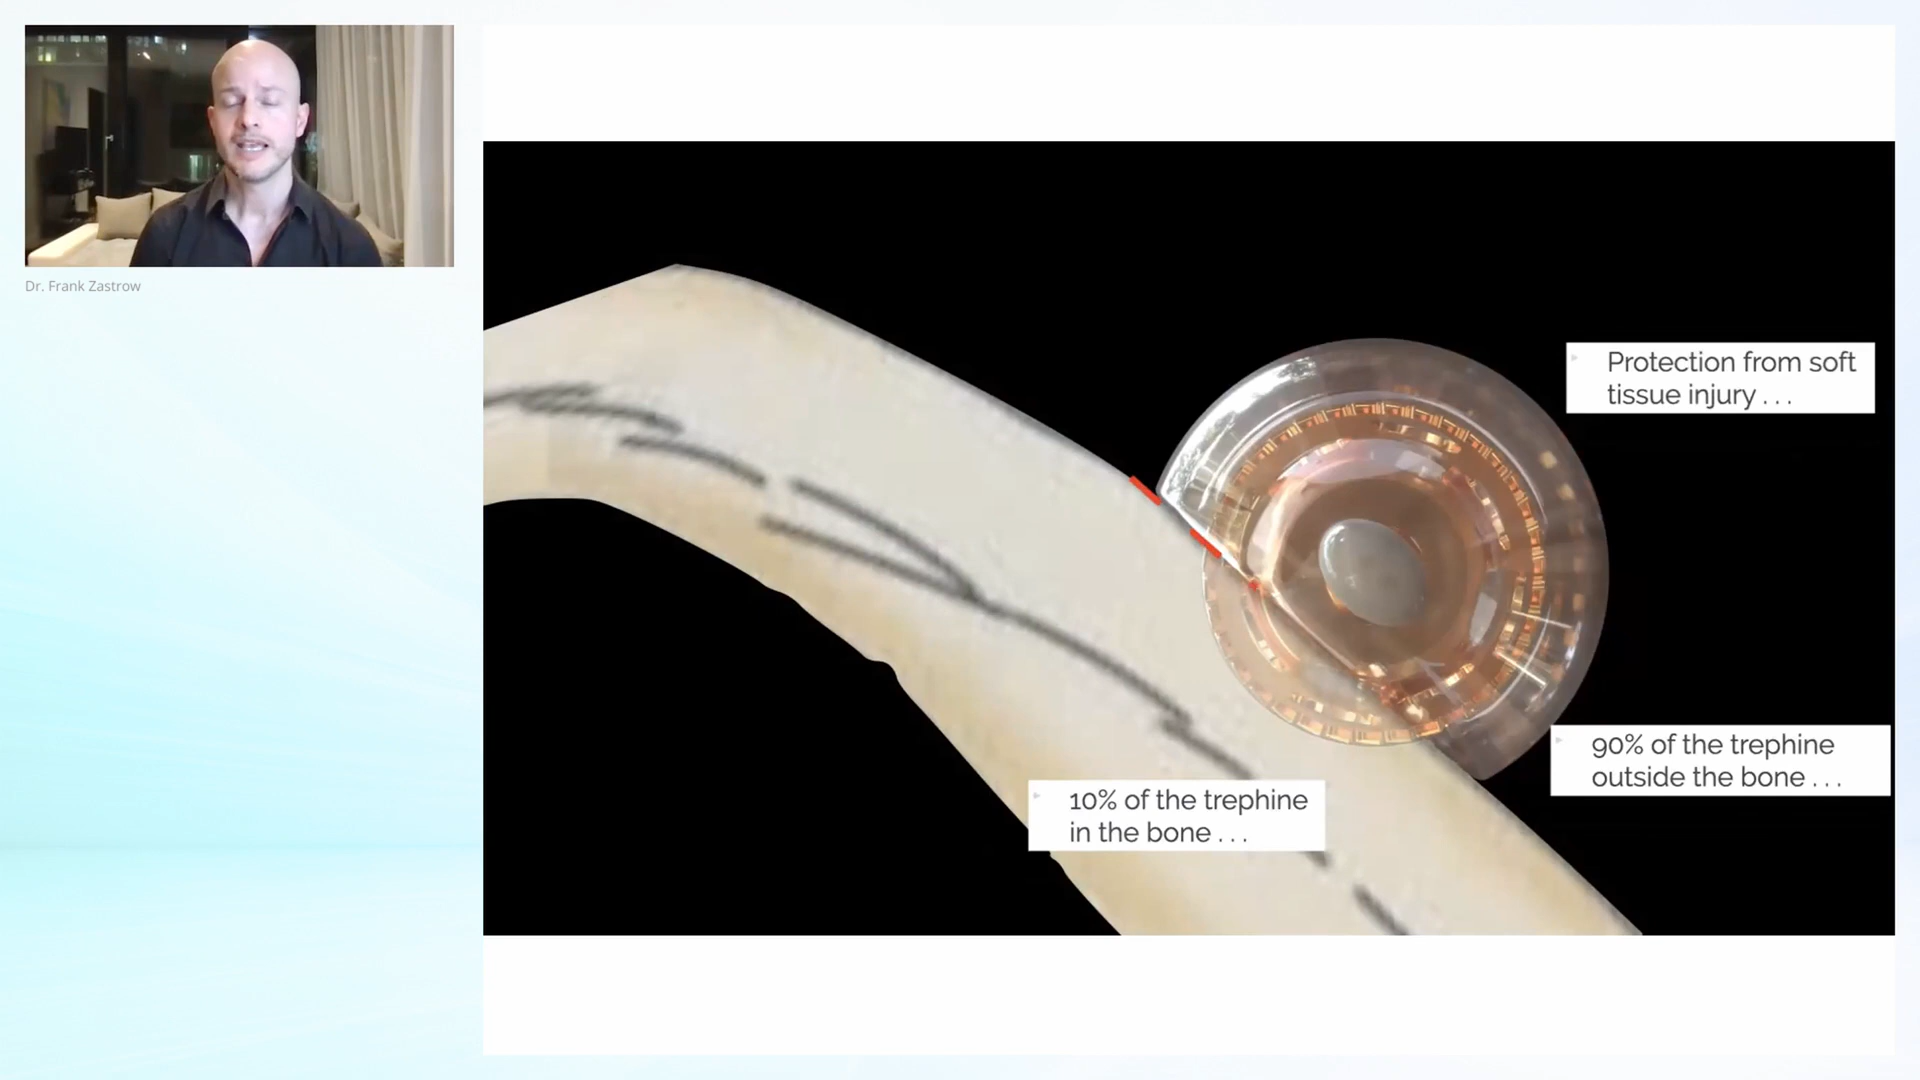 Dr. Frank Zastrow
Protection from soft
tissue injury . . .
90% of the trephine
outside the bone . . .
10% of the trephine
in the bone . . .